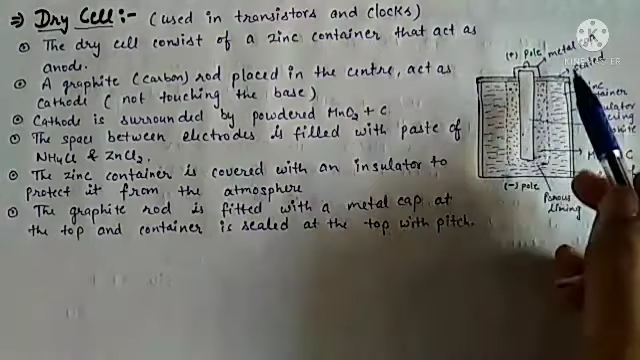 ⇒ Dry Cell:- (used in transistors and clocks)
The dry cell consist of a zinc container that act as
anode.
A graphite (carbon) rod placed in the centre, act as
cathode (not touching the base)
Cathode is surrounded by powdered MnO2 + C
The space between electrodes is filled with paste of
NH4Cl & ZnCl2.
The zinc container is covered with an insulator to
protect it from the atmosphere
The graphite rod is fitted with a metal cap at
the top and container is sealed at the top with pitch.
(+) Pole
metal
(-) pole
Porous
lining
K
KINEMASTER